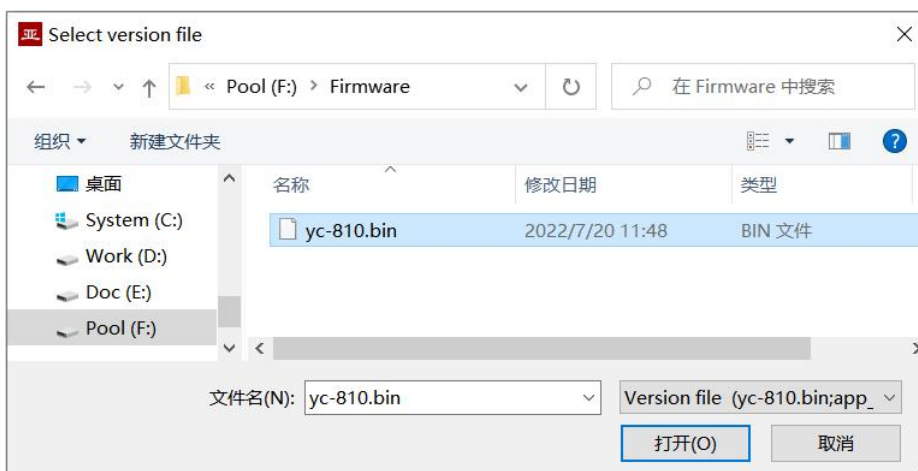 亚 Select version file
« Pool (F:) › Firmware 在 Firmware 中搜索
组织 新建文件夹 ?
名称 修改日期 类型
桌面
yc-810.bin 2022/7/20 11:48 BIN 文件
System (C:)
Work (D:)
Doc (E:)
Pool (F:)
文件名(N): yc-810.bin Version file (yc-810.bin;app_
打开(O) 取消